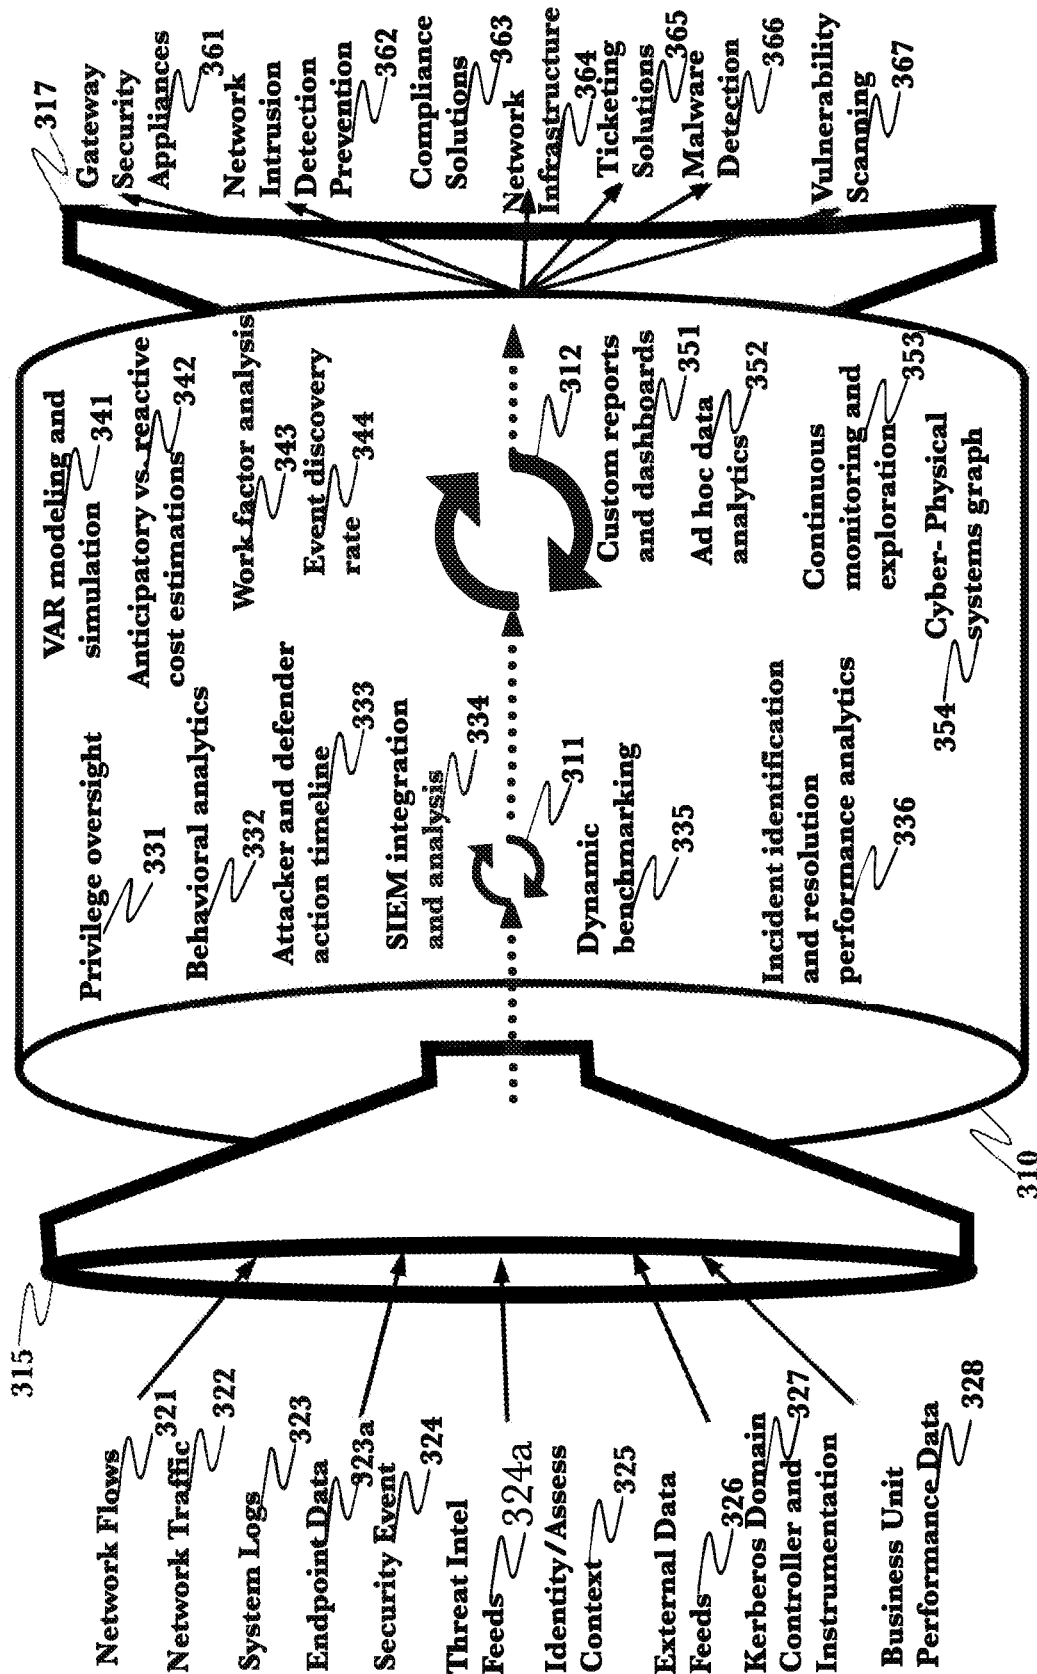 315
Network Flows
321
Network Traffic
322
System Logs
323
Endpoint Data
323a
Security Event
324
Threat Intel
Feeds
324a
Identity/Assess
Context
325
External Data
Feeds
326
Kerberos Domain
Controller and
327
Instrumentation
Business Unit
Performance Data
328
310
Privilege oversight
331
Behavioral analytics
332
Attacker and defender
action timeline
333
SIEM integration
and analysis
334
311
Dynamic
benchmarking
335
Incident identification
and resolution
performance analytics
336
VAR modeling and
simulation
341
Anticipatory vs. reactive
cost estimations
342
Work factor analysis
343
Event discovery
rate
344
312
Custom reports
and dashboards
351
Ad hoc data
analytics
352
Continuous
monitoring and
exploration
353
Cyber- Physical
systems graph
354
317
Gateway
Security
Appliances
361
Network
Intrusion
Detection
Prevention
362
Compliance
Solutions
363
Network
Infrastructure
364
Ticketing
Solutions
365
Malware
Detection
366
Vulnerability
Scanning
367